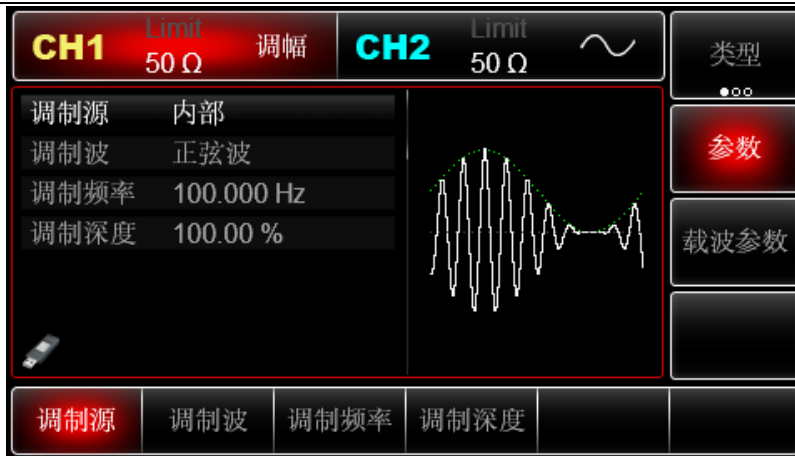 CH1 Limit 50 Ω 调幅 CH2 Limit 50 Ω
类型
调制源 内部
调制波 正弦波
调制频率 100.000 Hz
调制深度 100.00 %
参数
载波参数
调制源 调制波 调制频率 调制深度